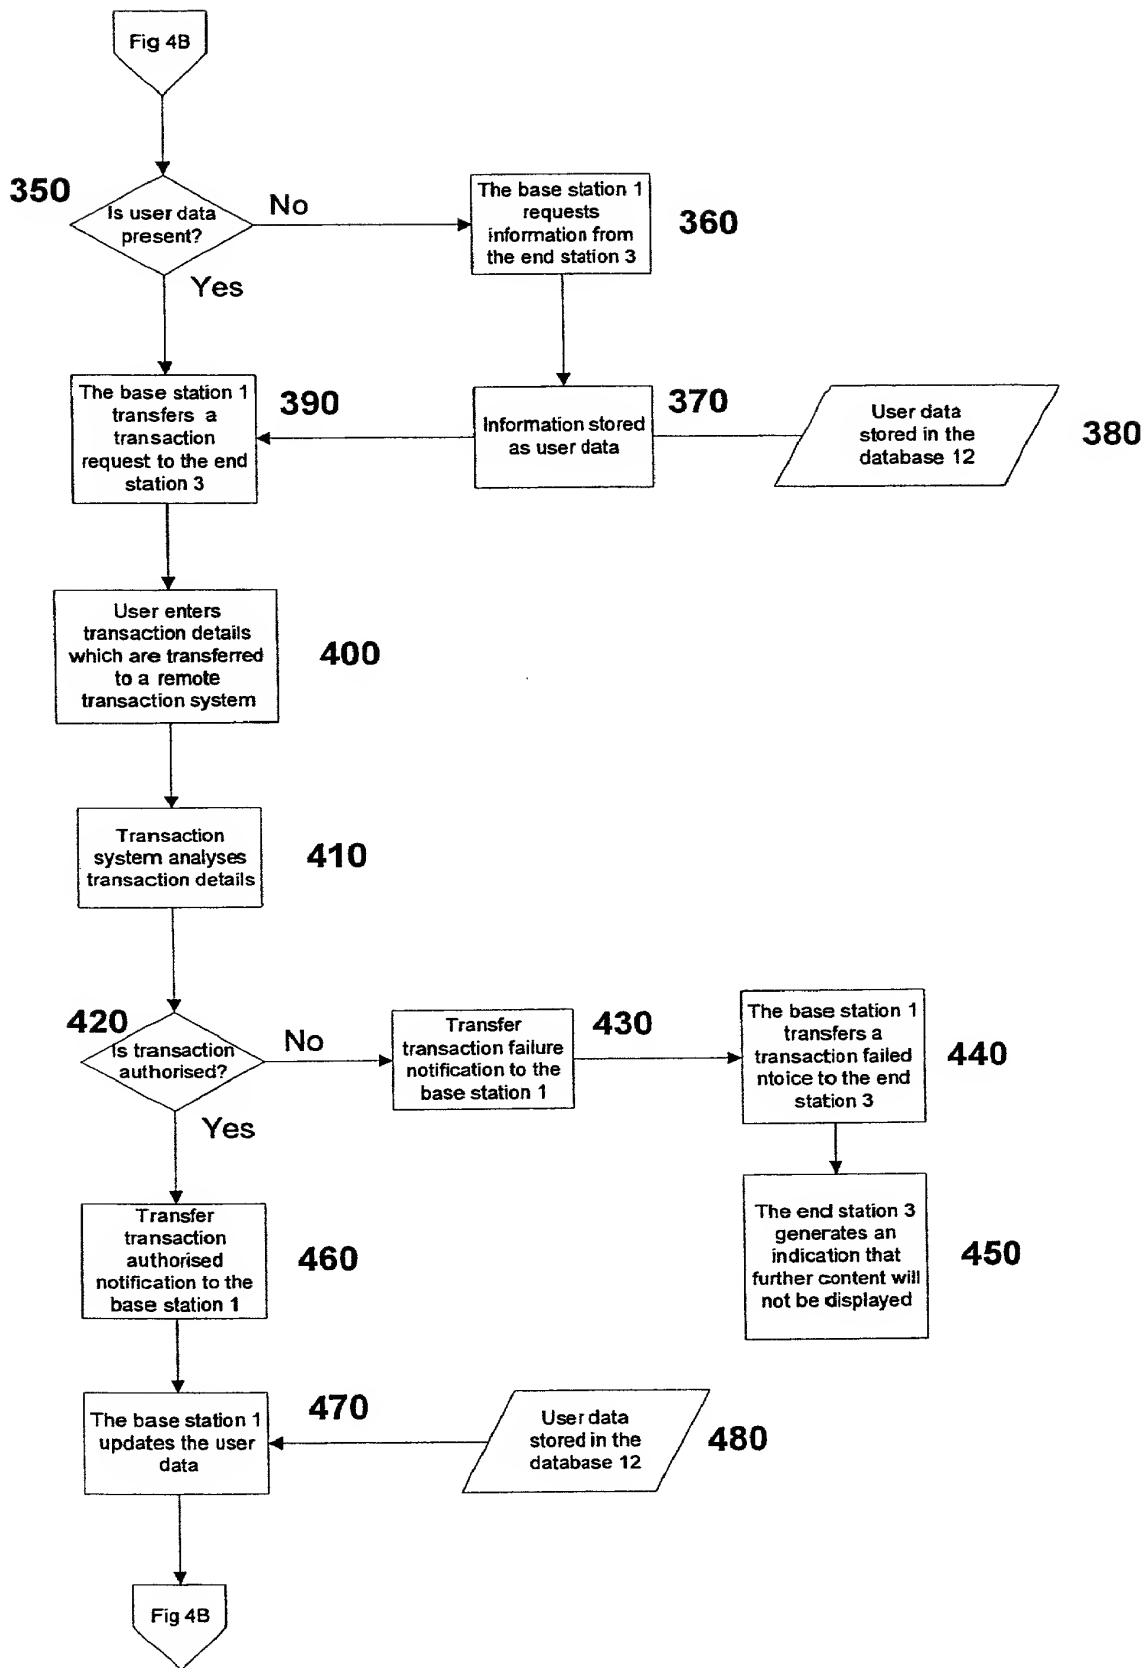 Fig 4B
350
Is user data
present?
No
Yes
The base station 1
requests
information from
the end station 3
360
The base station 1
transfers a
transaction
request to the end
station 3
390
Information stored
as user data
370
User data
stored in the
database 12
380
User enters
transaction details
which are transferred
to a remote
transaction system
400
Transaction
system analyses
transaction details
410
420
Is transaction
authorised?
No
Yes
Transfer
transaction failure
notification to the
base station 1
430
The base station 1
transfers a
transaction failed
ntoice to the end
station 3
440
The end station 3
generates an
indication that
further content will
not be displayed
450
Transfer
transaction
authorised
notification to the
base station 1
460
The base station 1
updates the user
data
470
User data
stored in the
database 12
480
Fig 4B